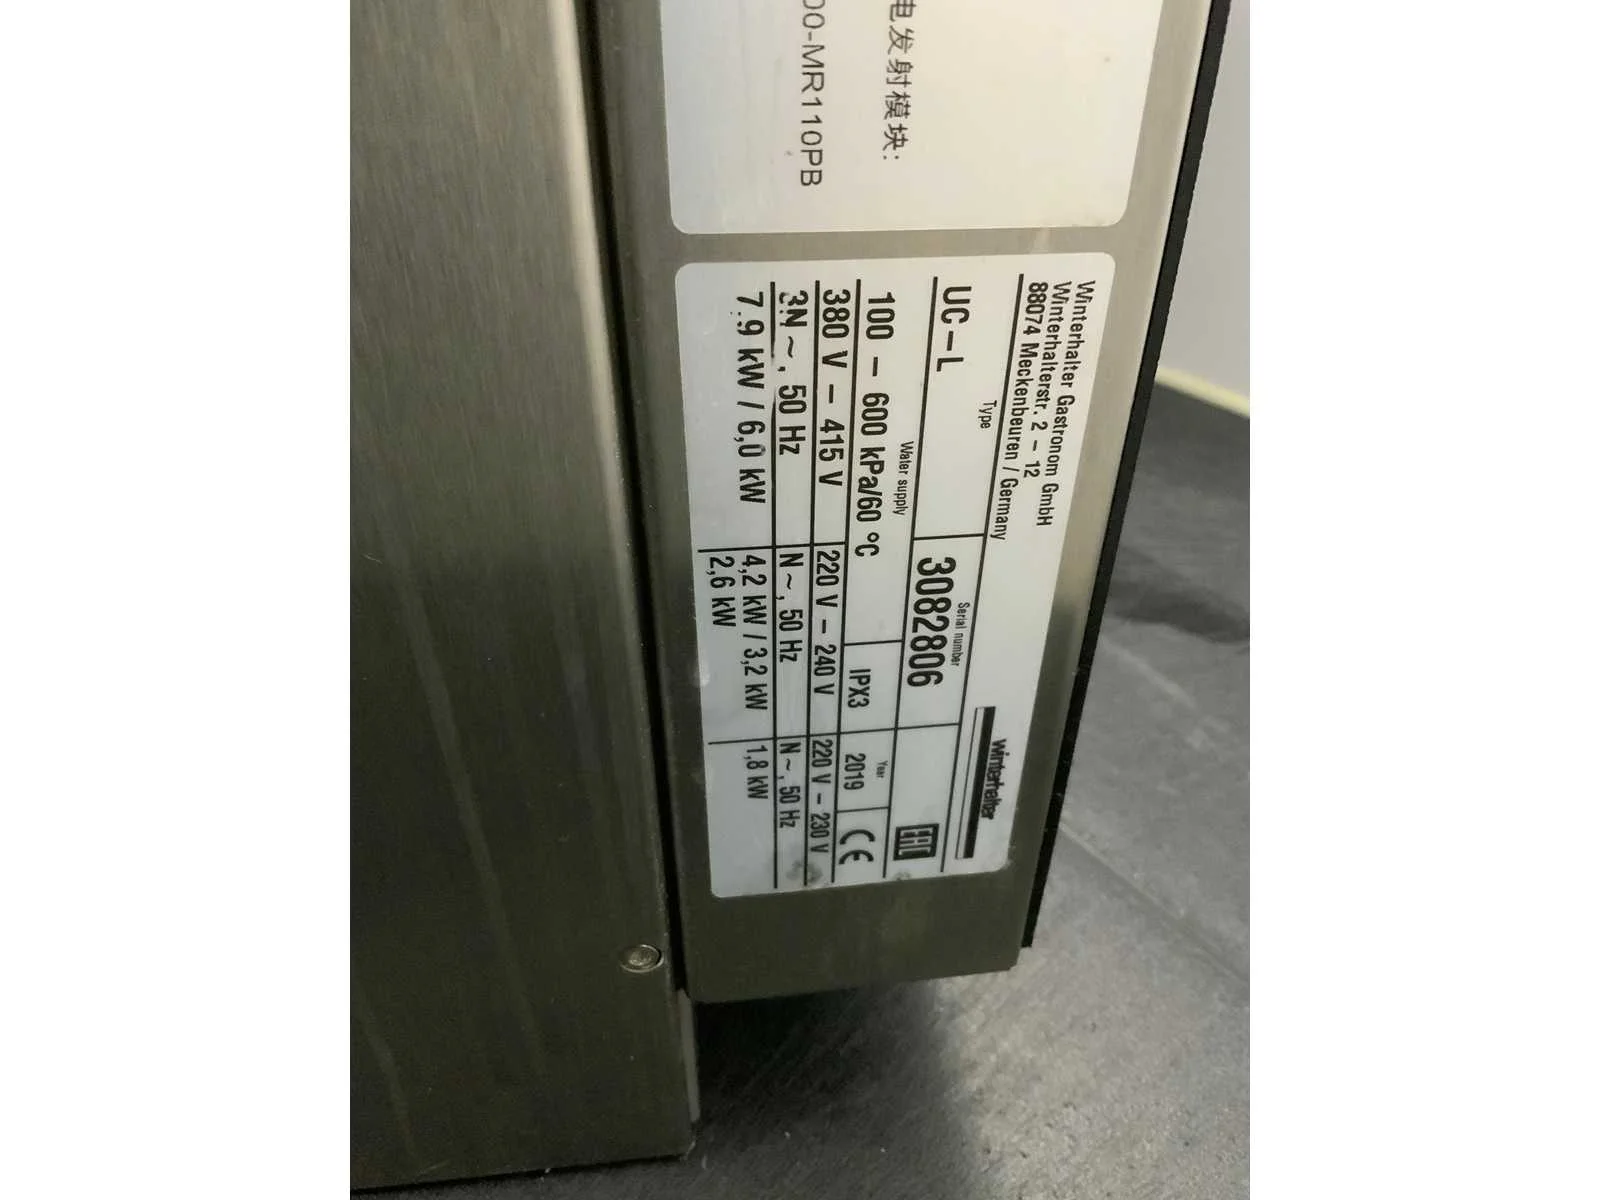 电发射模块:
00-MR110PB
Winterhalter Gastronom GmbH
Winterhalterstr. 2 – 12
88074 Meckenbeuren / Germany
winterhalter
Type
UC–L
Serial number
3082806
EAC
Water supply
100 – 600 kPa/60 °C
IPX3
Year
2019
CE
380 V – 415 V
220 V – 240 V
220 V – 230 V
3N ~, 50 Hz
N ~, 50 Hz
N ~, 50 Hz
7,9 kW / 6,0 kW
4,2 kW / 3,2 kW
2,6 kW
1,8 kW